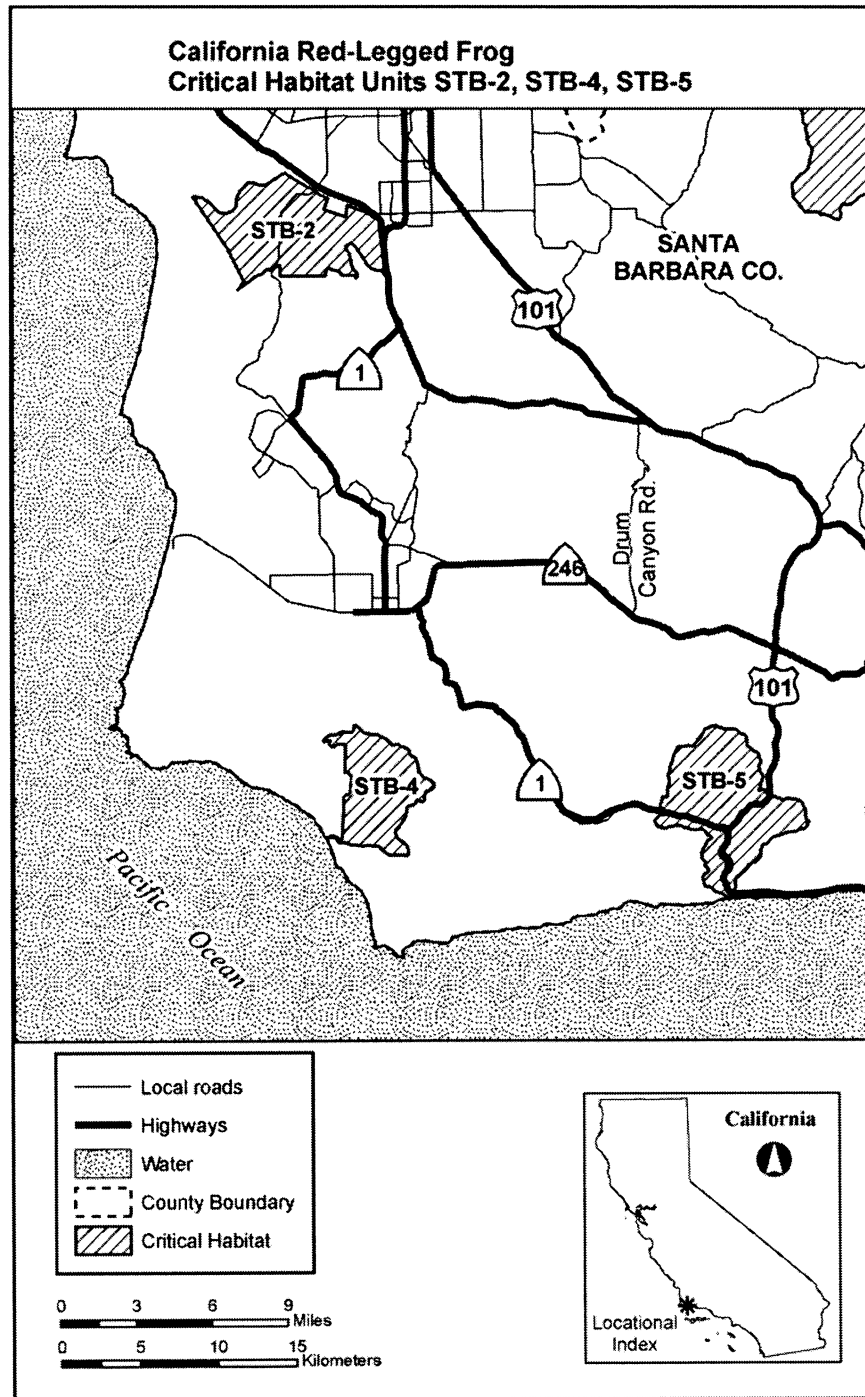 California Red-Legged Frog
Critical Habitat Units STB-2, STB-4, STB-5
STB-2
SANTA
BARBARA CO.
101
1
Drum
Canyon Rd.
246
101
STB-4
1
STB-5
Pacific
Ocean
Local roads
Highways
Water
County Boundary
Critical Habitat
0 3 6 9
Miles
0 5 10 15
Kilometers
California
Locational
Index